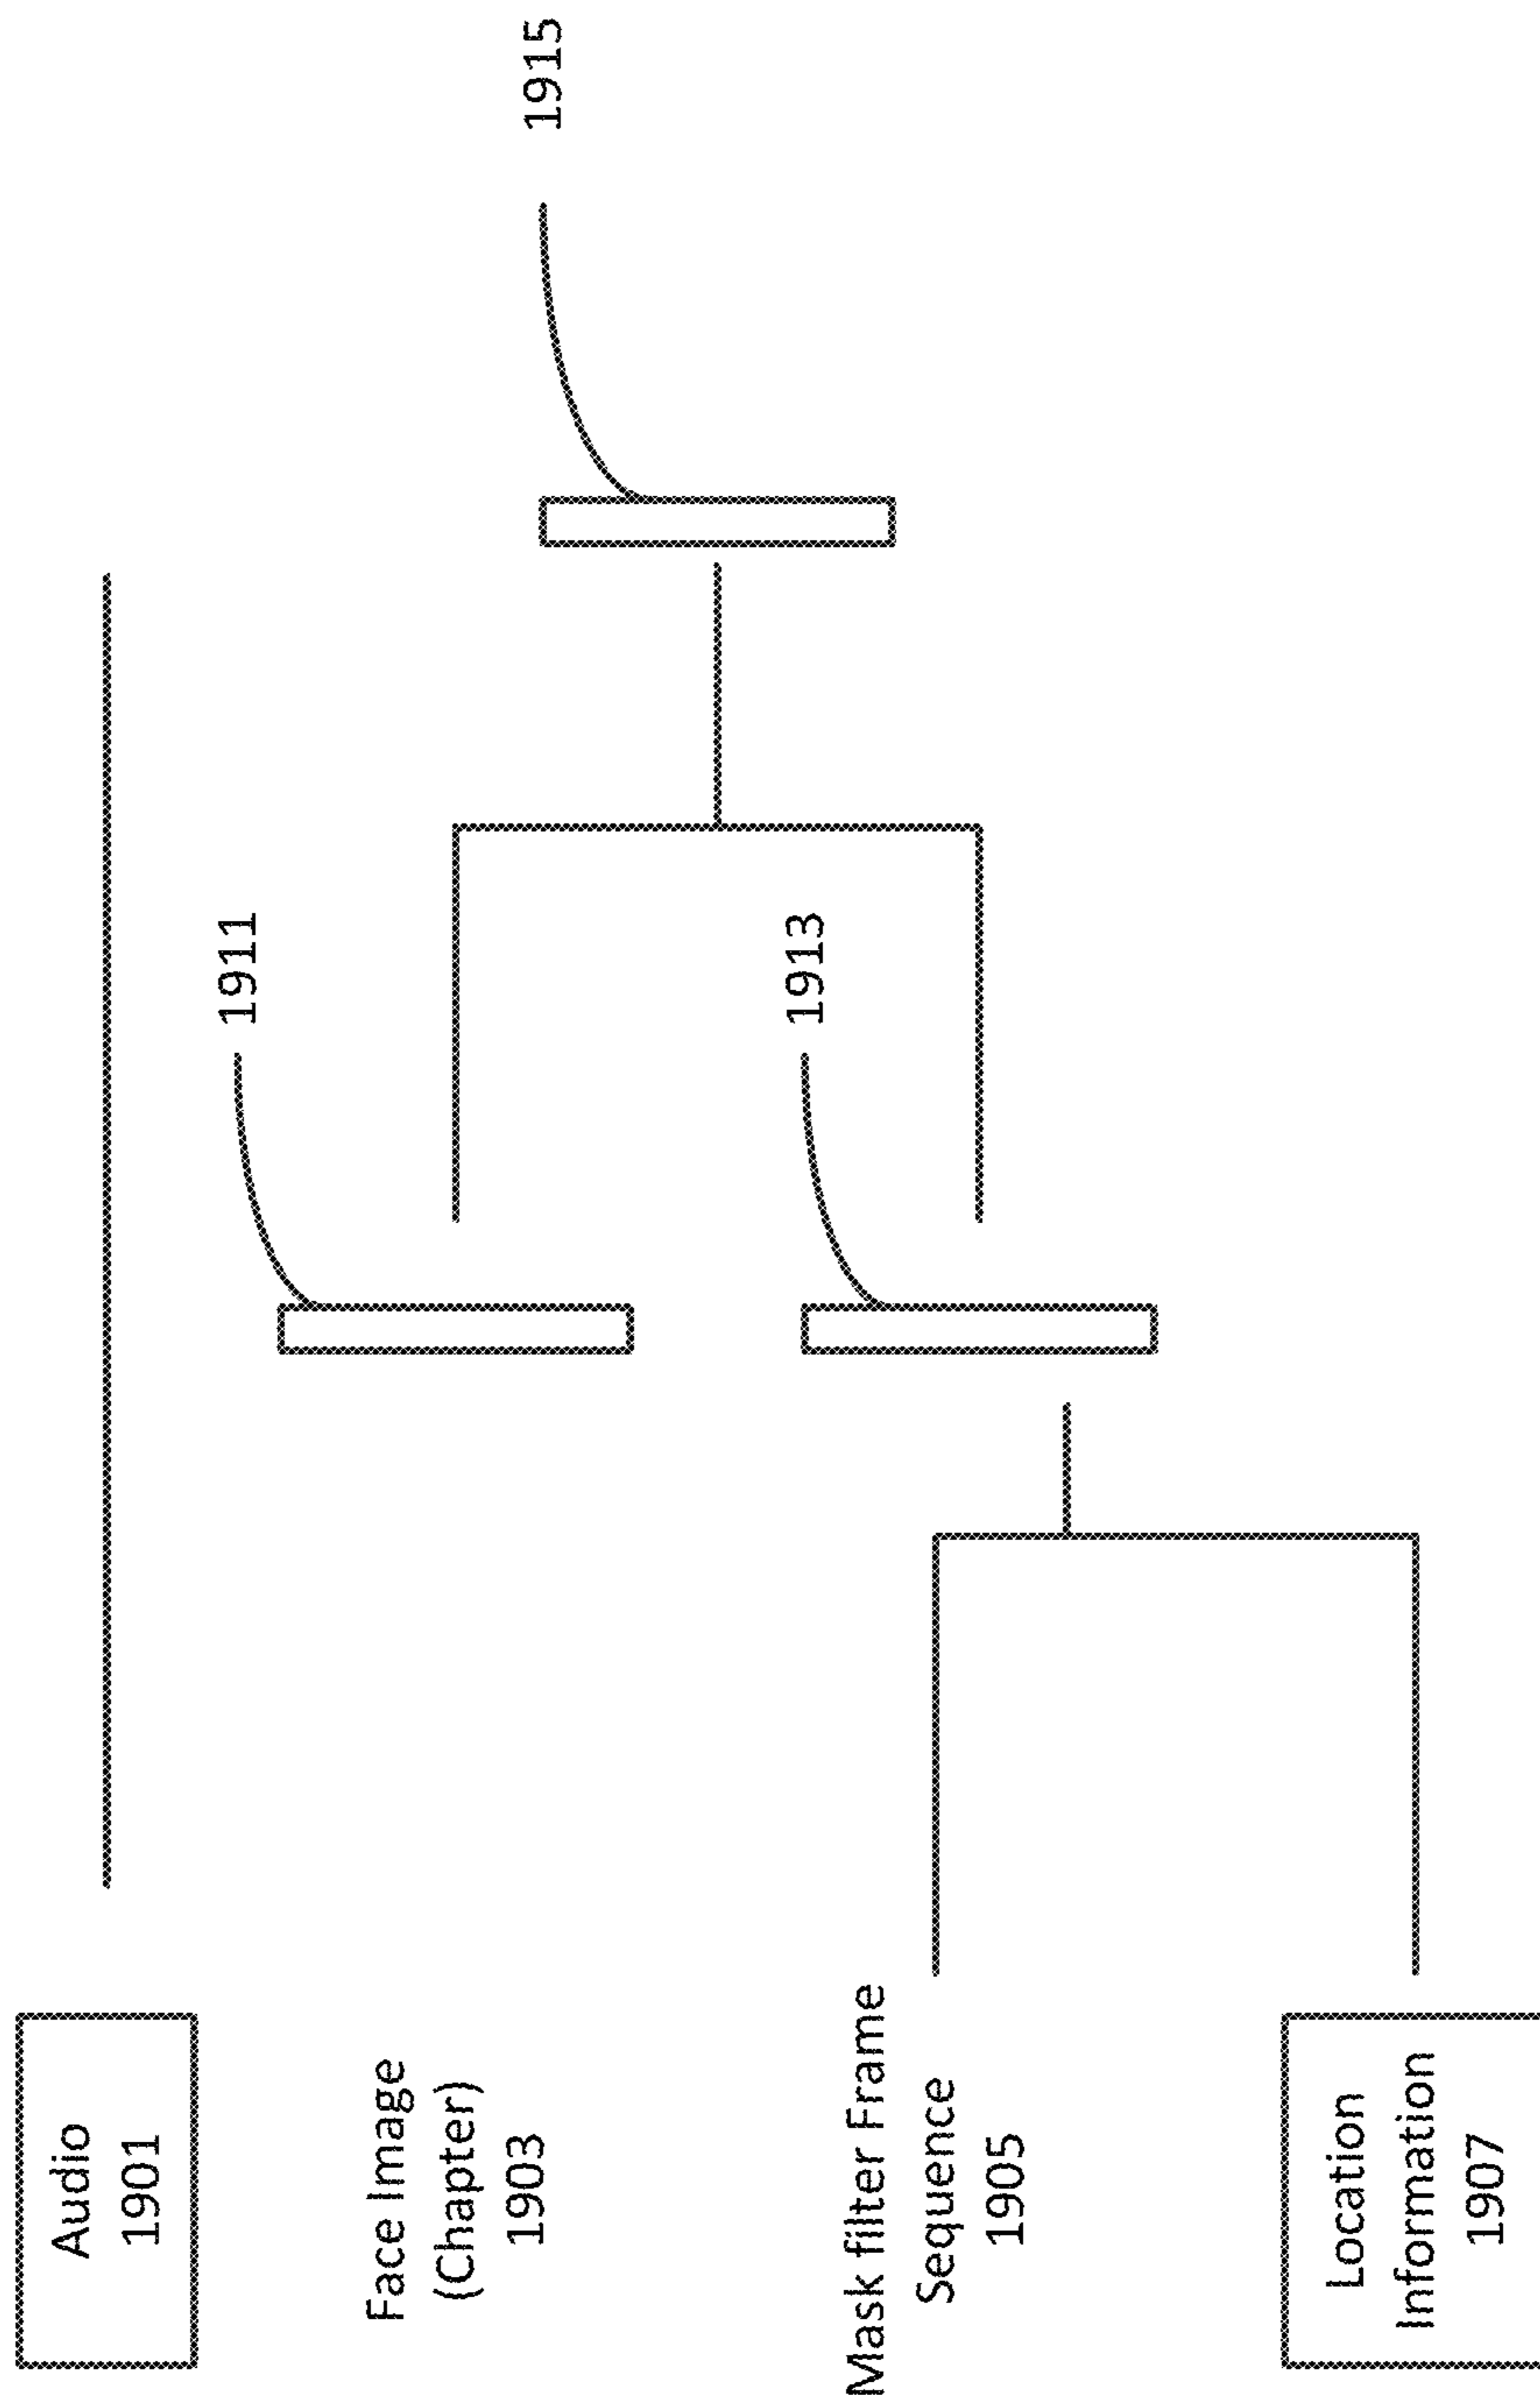 Audio
1901
Face Image
(Chapter)
1903
Mask filter Frame
Sequence
1905
Location
Information
1907
1911
1913
1915